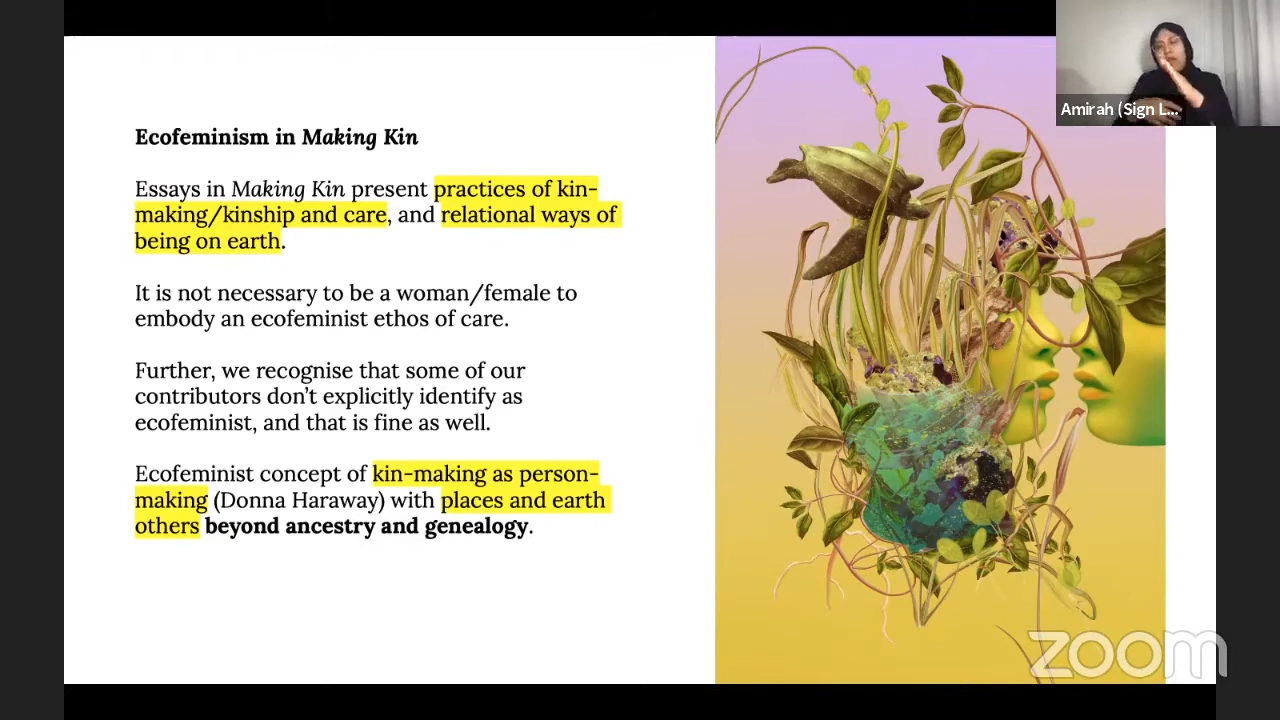 Ecofeminism in Making Kin
Essays in Making Kin present practices of kin-
making/kinship and care, and relational ways of
being on earth.
It is not necessary to be a woman/female to
embody an ecofeminist ethos of care.
Further, we recognise that some of our
contributors don’t explicitly identify as
ecofeminist, and that is fine as well.
Ecofeminist concept of kin-making as person-
making (Donna Haraway) with places and earth
others beyond ancestry and genealogy.
Amirah (Sign L...
zoom